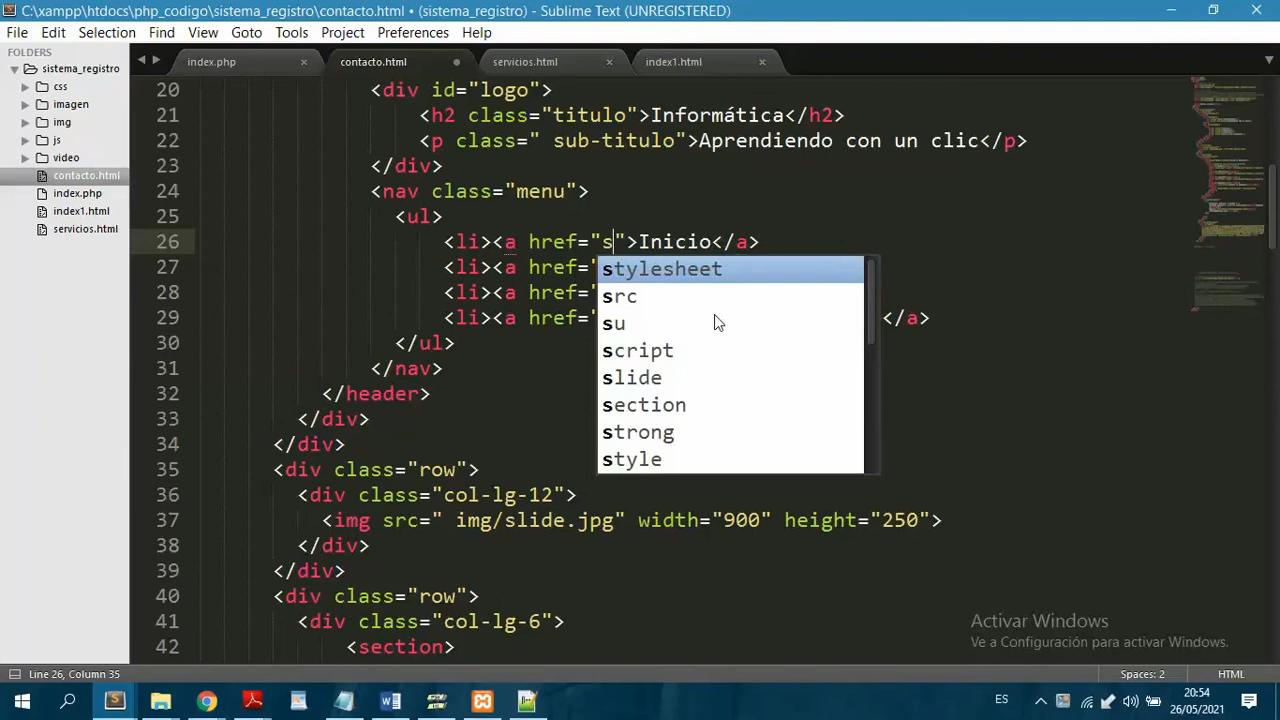 C:\xampp\htdocs\php_codigo\sistema_registro\contacto.html • (sistema_registro) - Sublime Text (UNREGISTERED)
File Edit Selection Find View Goto Tools Project Preferences Help
FOLDERS
sistema_registro
css
imagen
img
js
video
contacto.html
index.php
index1.html
servicios.html
index.php contacto.html servicios.html index1.html
20 <div id="logo">
21 <h2 class="titulo">Informática</h2>
22 <p class=" sub-titulo">Aprendiendo con un clic</p>
23 </div>
24 <nav class="menu">
25 <ul>
26 <li><a href="s">Inicio</a>
27 <li><a href="
28 <li><a href="
29 <li><a href=" </a>
stylesheet
src
su
script
slide
section
strong
style
30 </ul>
31 </nav>
32 </header>
33 </div>
34 </div>
35 <div class="row">
36 <div class="col-lg-12">
37 <img src=" img/slide.jpg" width="900" height="250">
38 </div>
39 </div>
40 <div class="row">
41 <div class="col-lg-6">
42 <section>
Activar Windows
Ve a Configuración para activar Windows.
Line 26, Column 35 Spaces: 2 HTML
ES 20:54
26/05/2021